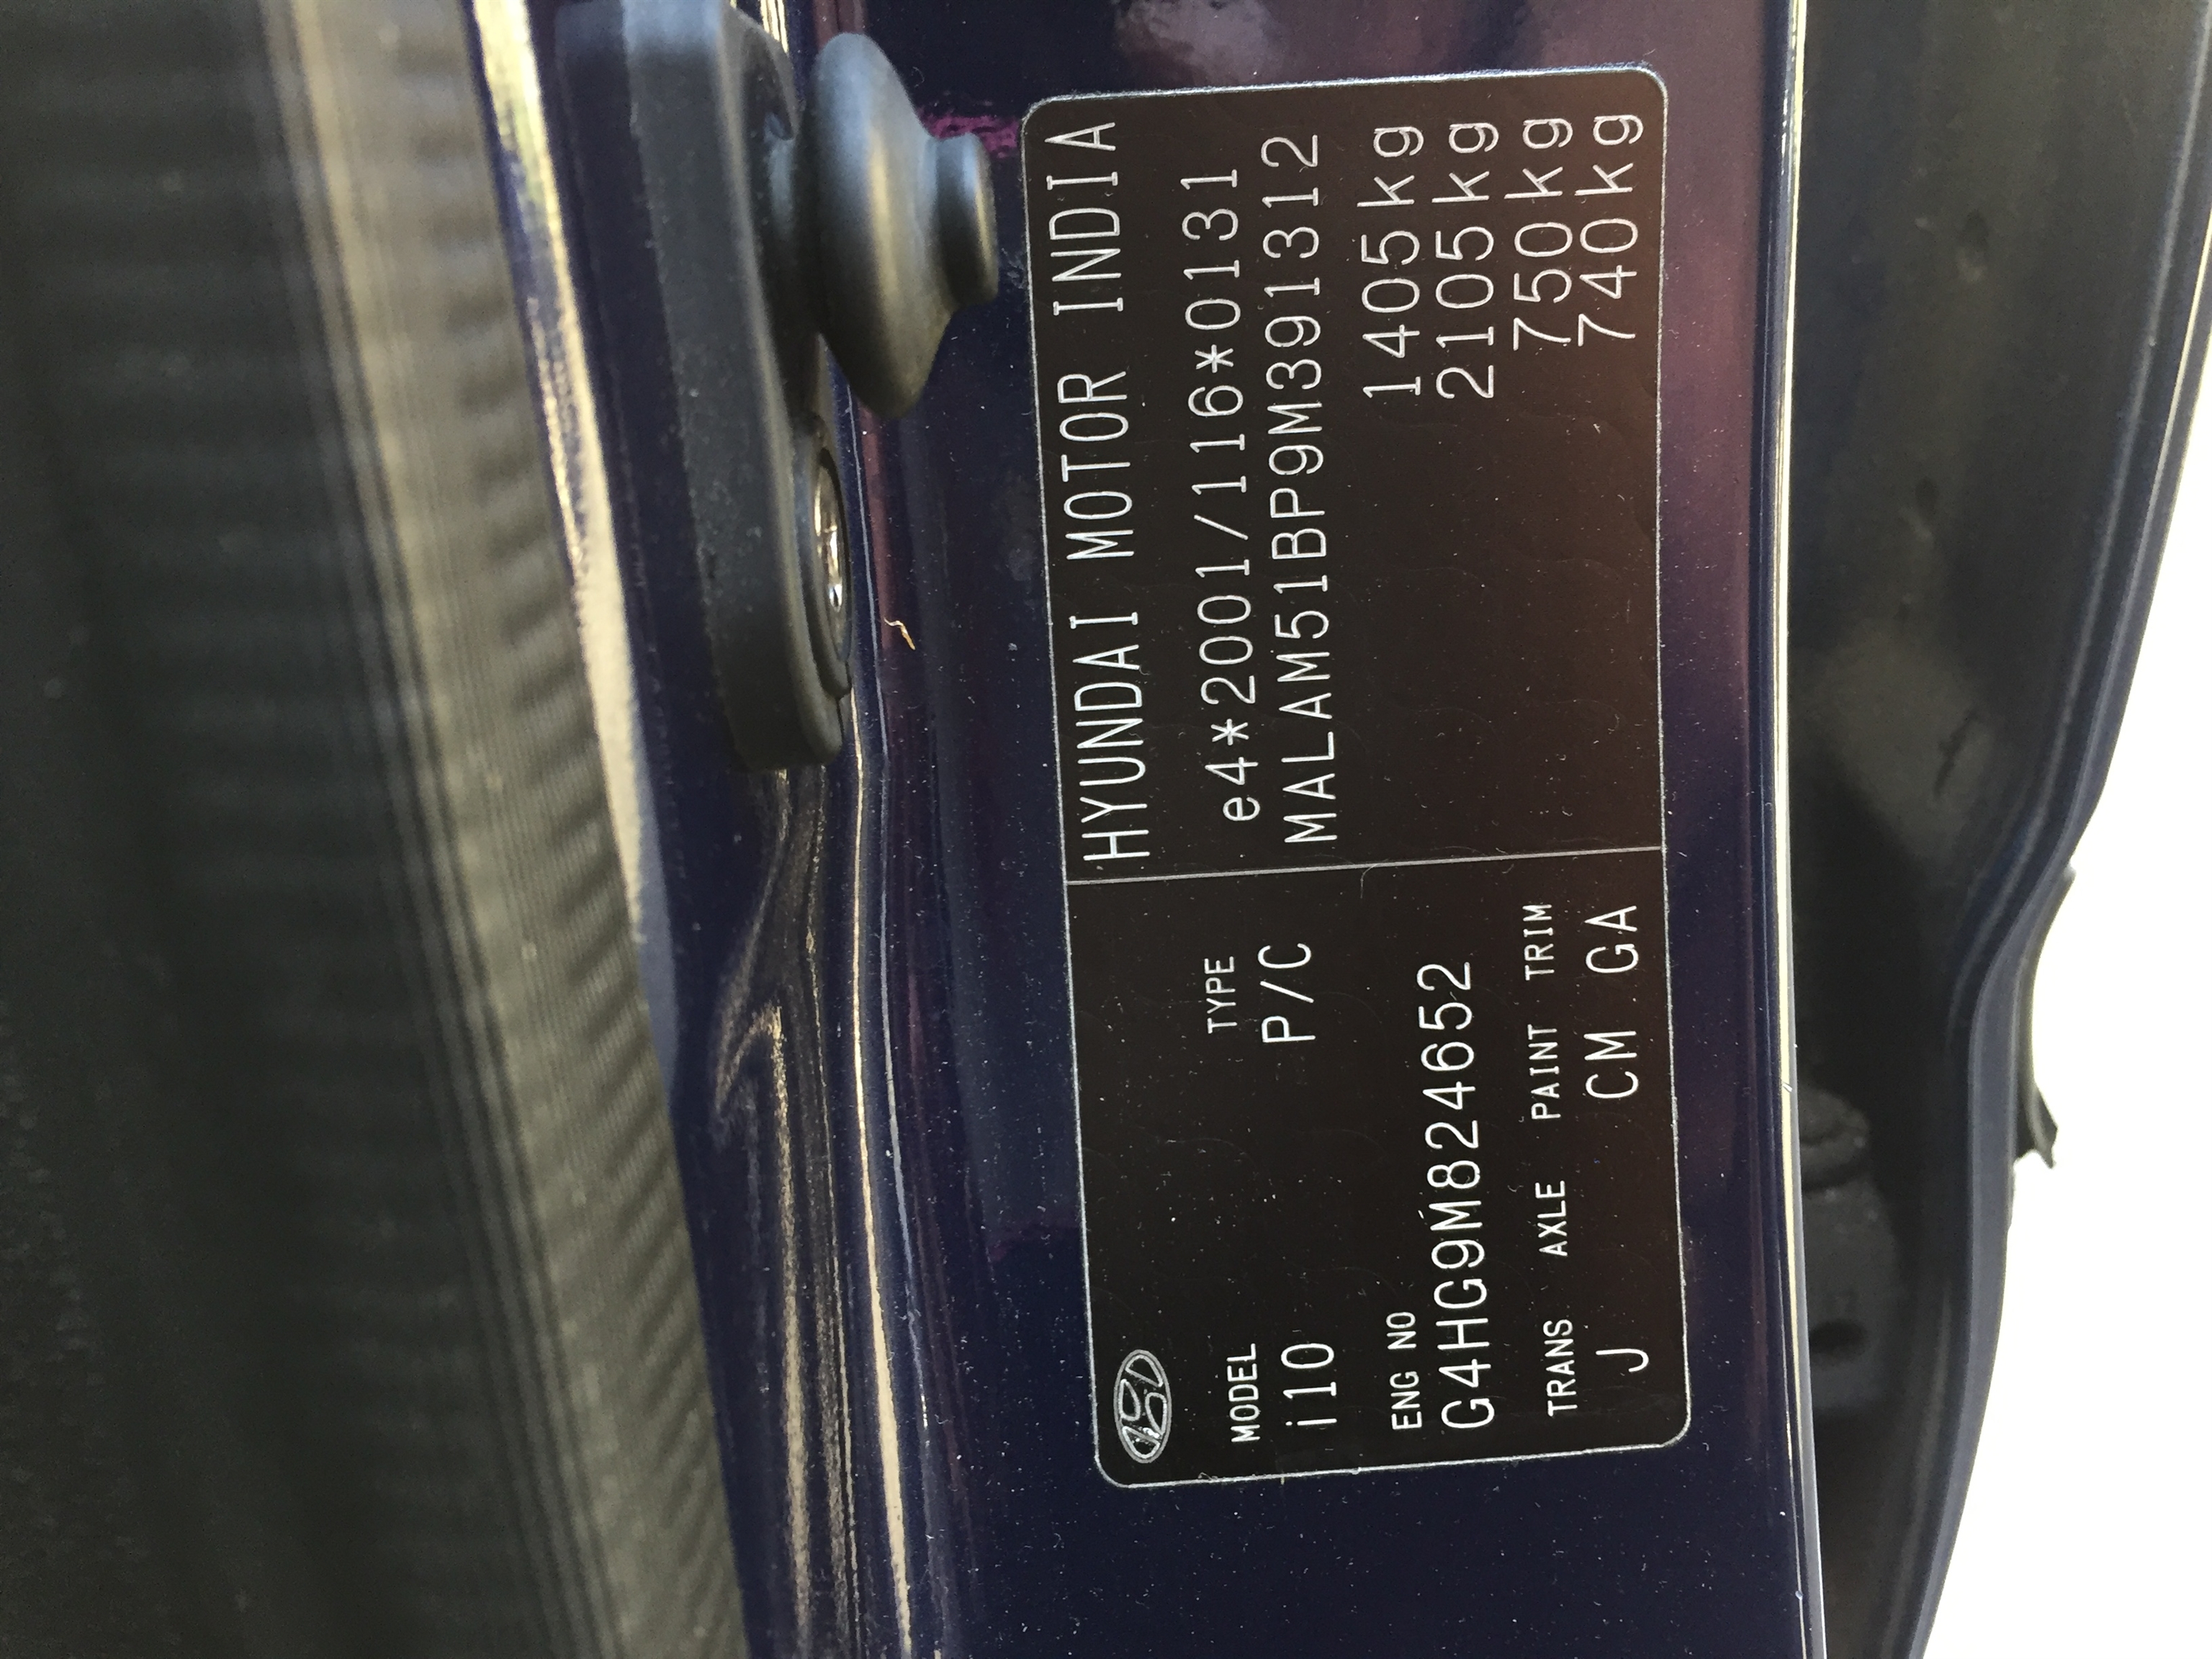 HYUNDAI MOTOR INDIA
MODEL TYPE e4*2001/116*0131
i10 P/C MALAM51BP9M391312
ENG NO 1405kg
G4HG9M824652 2105kg
TRANS AXLE PAINT TRIM 750kg
J CM GA 740kg